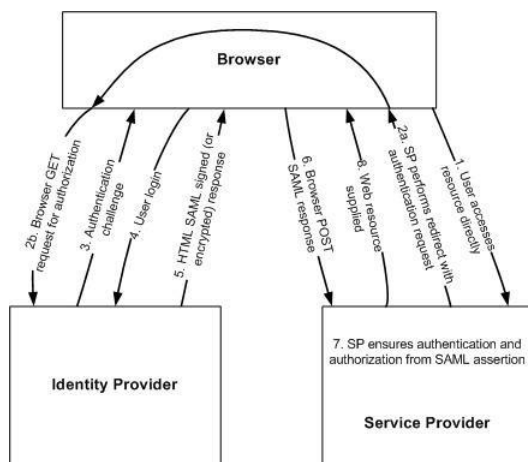 Browser
2b. Browser GET
request for authorization
3. Authentication
challenge
4. User login
5. HTML SAML signed (or
encrypted) response
6. Browser POST
SAML response
8. Web resource
supplied
2a. SP performs redirect with
authentication request
1. User accesses
resource directly
Identity Provider
7. SP ensures authentication and
authorization from SAML assertion
Service Provider